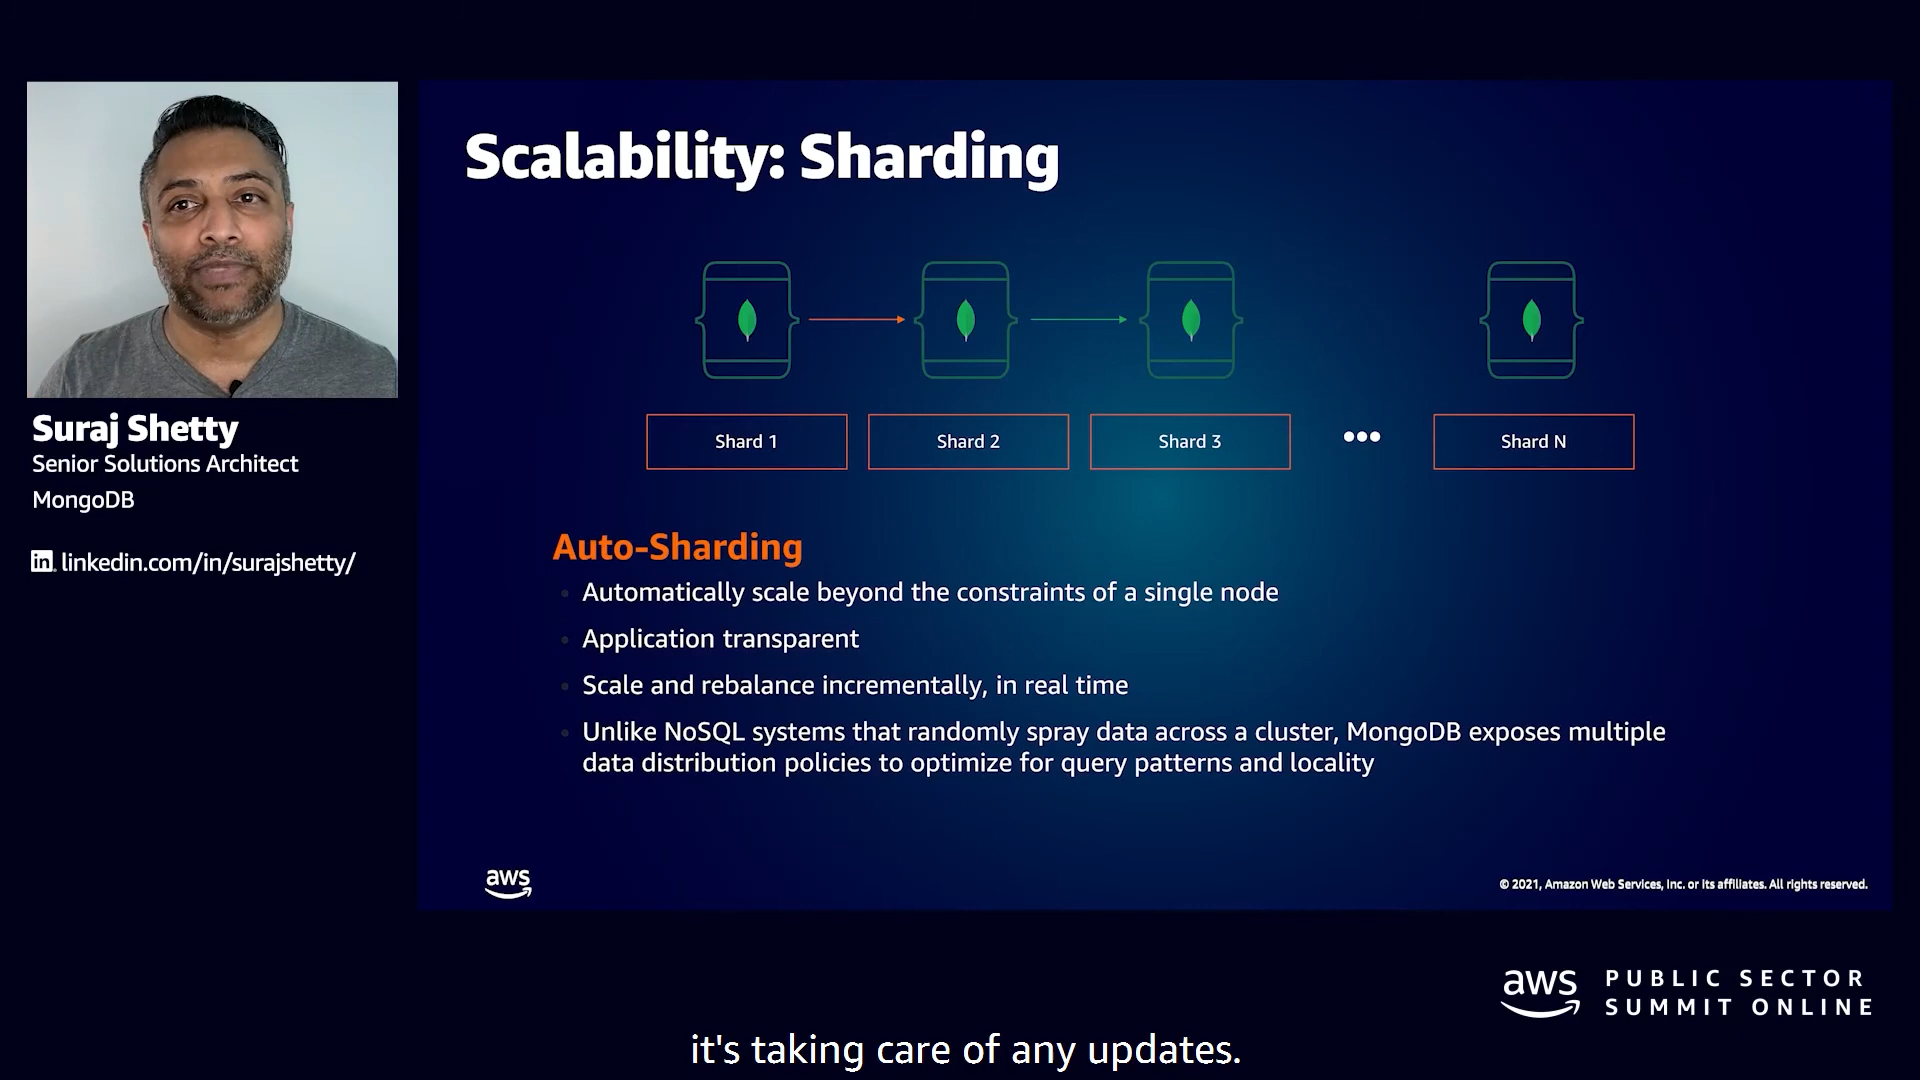 Scalability: Sharding
Suraj Shetty
Senior Solutions Architect
MongoDB
in linkedin.com/in/surajshetty/
Shard 1
Shard 2
Shard 3
•••
Shard N
Auto-Sharding
• Automatically scale beyond the constraints of a single node
• Application transparent
• Scale and rebalance incrementally, in real time
• Unlike NoSQL systems that randomly spray data across a cluster, MongoDB exposes multiple
data distribution policies to optimize for query patterns and locality
aws
© 2021, Amazon Web Services, Inc. or its affiliates. All rights reserved.
aws PUBLIC SECTOR
SUMMIT ONLINE
it's taking care of any updates.